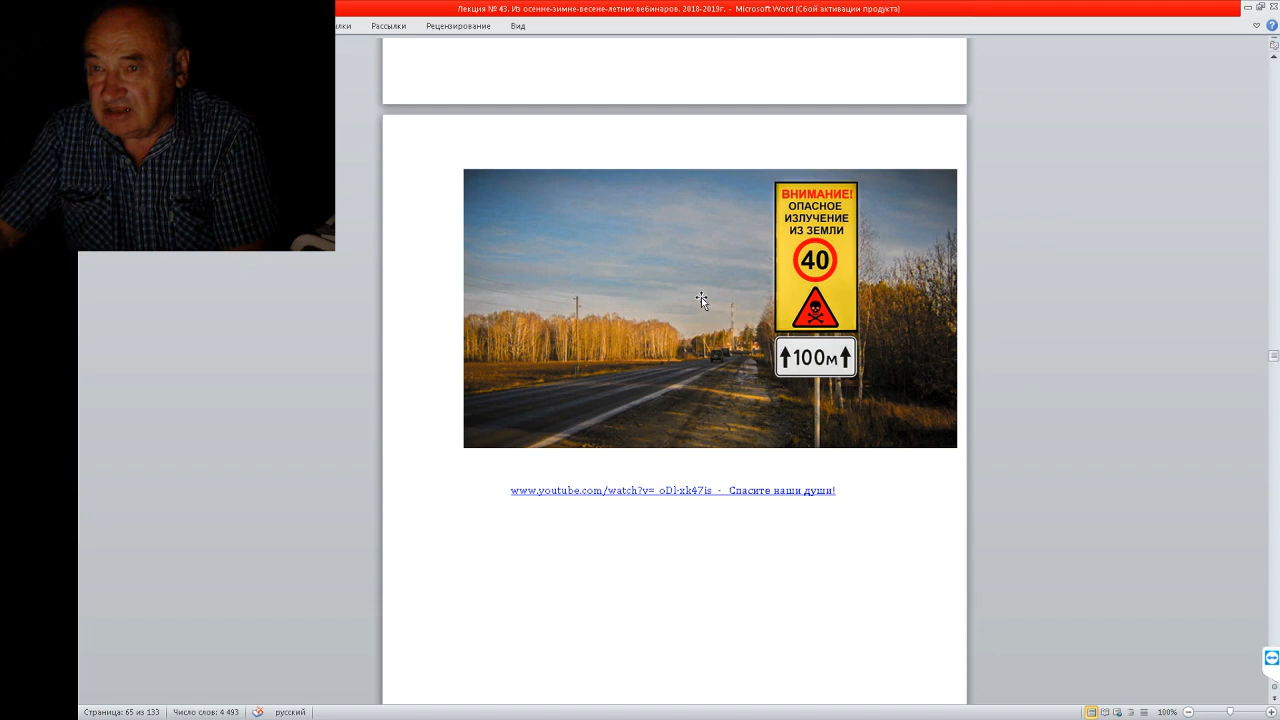 Лекция № 43. Из осенне-зимне-весене-летних вебинаров. 2018-2019г. - Microsoft Word (Сбой активации продукта)
лки Рассылки Рецензирование Вид
ВНИМАНИЕ!
ОПАСНОЕ
ИЗЛУЧЕНИЕ
ИЗ ЗЕМЛИ
40
100м
www.youtube.com/watch?v=_oDl-xk47is - Спасите наши души!
Страница: 65 из 133 Число слов: 4 493 русский 100%